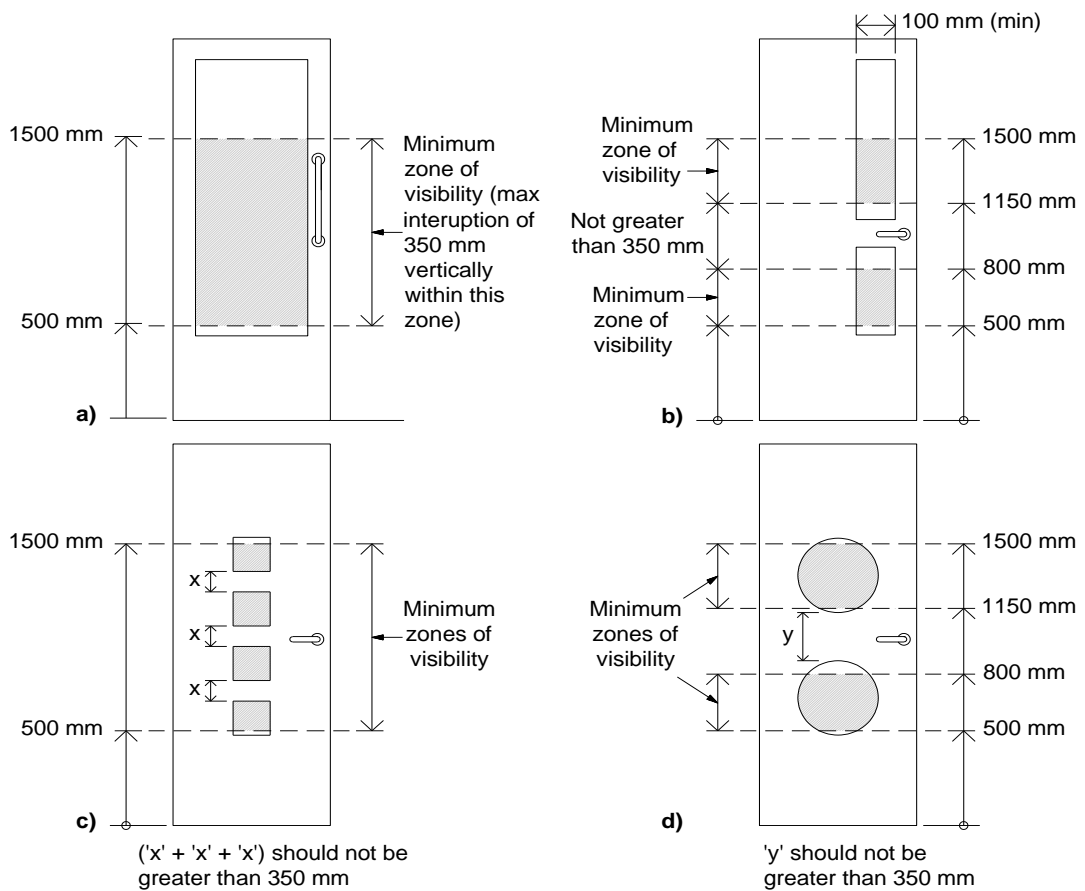 100 mm (min)
1500 mm
Minimum
zone of
visibility (max
interuption of
350 mm
vertically
within this
zone)
500 mm
a)
Minimum
zone of
visibility
Not greater
than 350 mm
Minimum
zone of
visibility
1500 mm
1150 mm
800 mm
500 mm
b)
1500 mm
x
x
x
Minimum
zones of
visibility
500 mm
c)
('x' + 'x' + 'x') should not be
greater than 350 mm
Minimum
zones of
visibility
y
1500 mm
1150 mm
800 mm
500 mm
d)
'y' should not be
greater than 350 mm